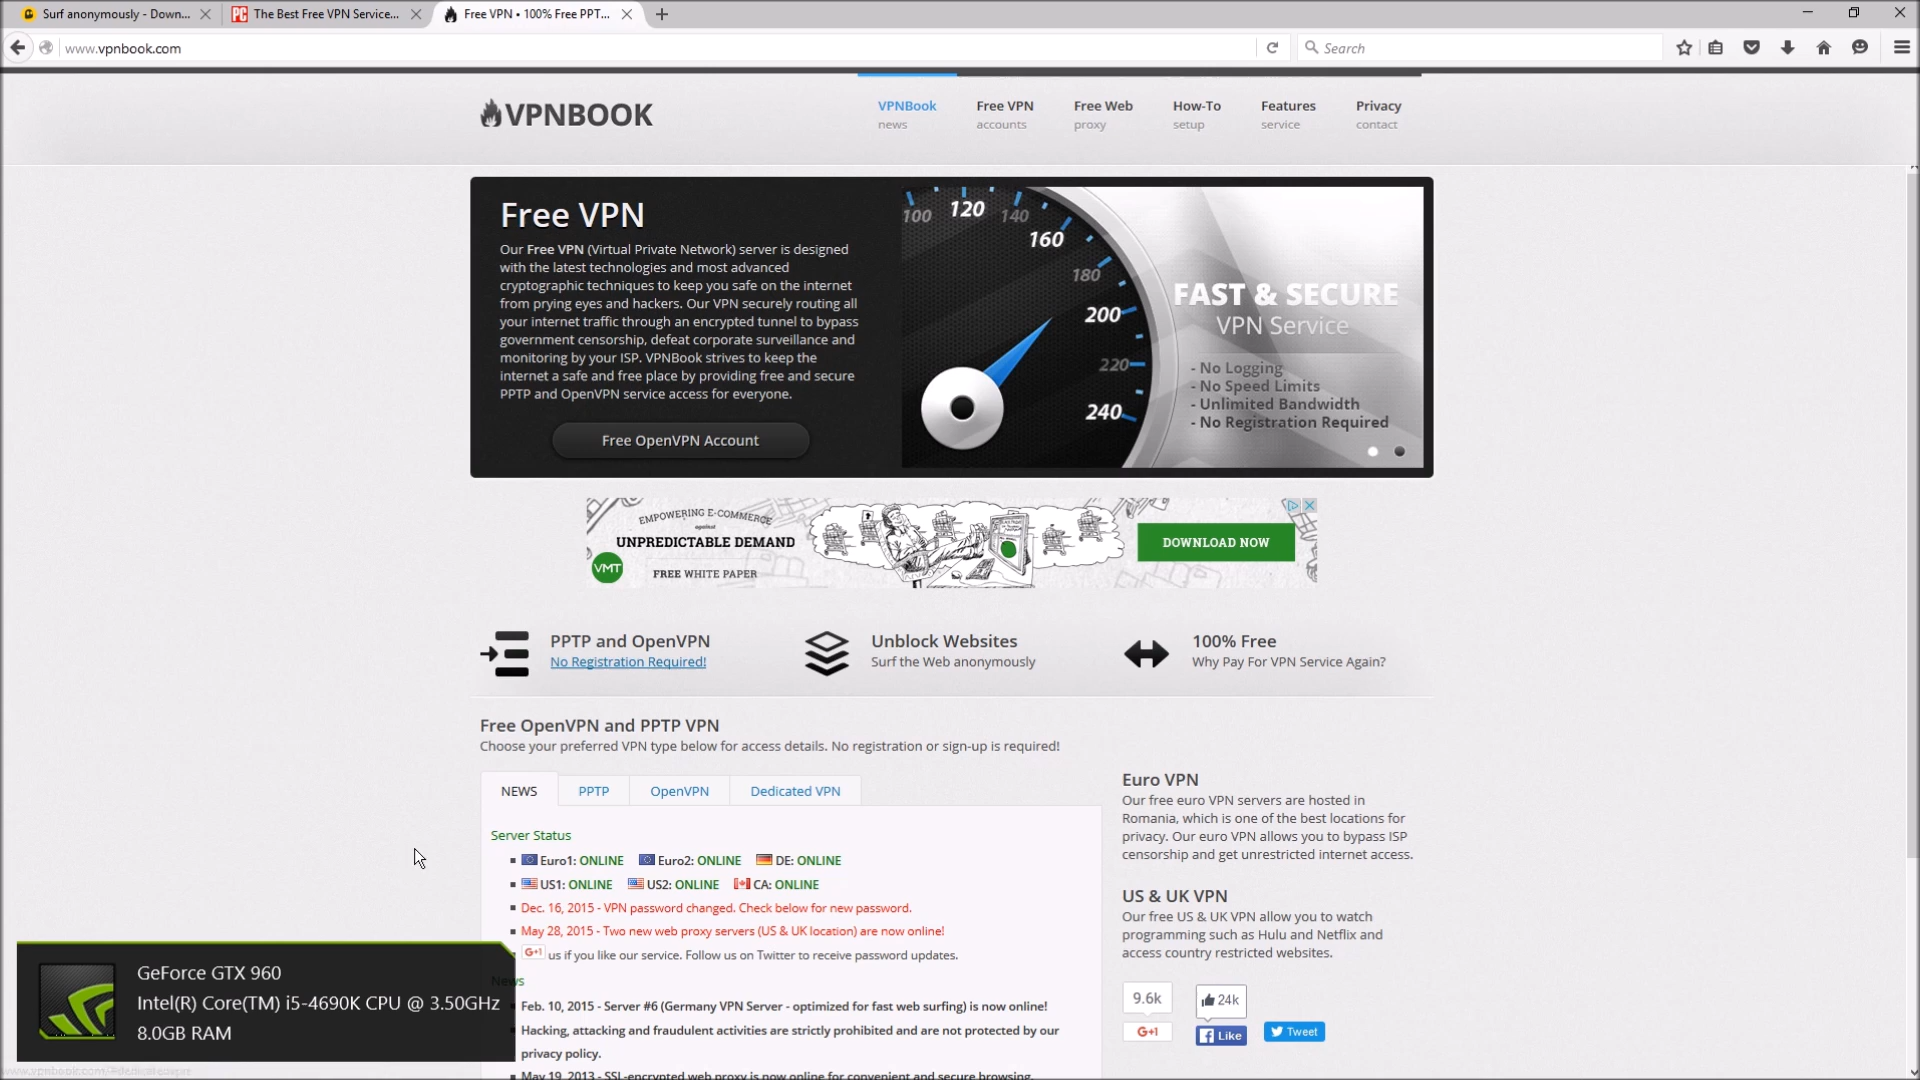 Surf anonymously - Down...
The Best Free VPN Service...
Free VPN • 100% Free PPT...
www.vpnbook.com
Search
VPNBOOK
VPNBook
news
Free VPN
accounts
Free Web
proxy
How-To
setup
Features
service
Privacy
contact
Free VPN
Our Free VPN (Virtual Private Network) server is designed
with the latest technologies and most advanced
cryptographic techniques to keep you safe on the internet
from prying eyes and hackers. Our VPN securely routing all
your internet traffic through an encrypted tunnel to bypass
government censorship, defeat corporate surveillance and
monitoring by your ISP. VPNBook strives to keep the
internet a safe and free place by providing free and secure
PPTP and OpenVPN service access for everyone.
Free OpenVPN Account
100
120
140
160
180
200
220
240
FAST & SECURE
VPN Service
- No Logging
- No Speed Limits
- Unlimited Bandwidth
- No Registration Required
EMPOWERING E-COMMERCE
against
UNPREDICTABLE DEMAND
VMT
FREE WHITE PAPER
DOWNLOAD NOW
PPTP and OpenVPN
No Registration Required!
Unblock Websites
Surf the Web anonymously
100% Free
Why Pay For VPN Service Again?
Free OpenVPN and PPTP VPN
Choose your preferred VPN type below for access details. No registration or sign-up is required!
NEWS
PPTP
OpenVPN
Dedicated VPN
Server Status
Euro1: ONLINE Euro2: ONLINE DE: ONLINE
US1: ONLINE US2: ONLINE CA: ONLINE
Dec. 16, 2015 - VPN password changed. Check below for new password.
May 28, 2015 - Two new web proxy servers (US & UK location) are now online!
G+1 us if you like our service. Follow us on Twitter to receive password updates.
News
Feb. 10, 2015 - Server #6 (Germany VPN Server - optimized for fast web surfing) is now online!
Hacking, attacking and fraudulent activities are strictly prohibited and are not protected by our
privacy policy.
May 19, 2013 - SSL-encrypted web proxy is now online for convenient and secure browsing.
Euro VPN
Our free euro VPN servers are hosted in
Romania, which is one of the best locations for
privacy. Our euro VPN allows you to bypass ISP
censorship and get unrestricted internet access.
US & UK VPN
Our free US & UK VPN allow you to watch
programming such as Hulu and Netflix and
access country restricted websites.
9.6k
G+1
24k
Like
Tweet
GeForce GTX 960
Intel(R) Core(TM) i5-4690K CPU @ 3.50GHz
8.0GB RAM